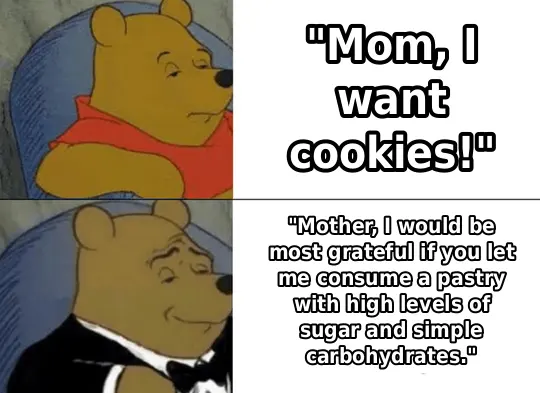 "Mom, I
want
cookies!"
"Mother, I would be
most grateful if you let
me consume a pastry
with high levels of
sugar and simple
carbohydrates."